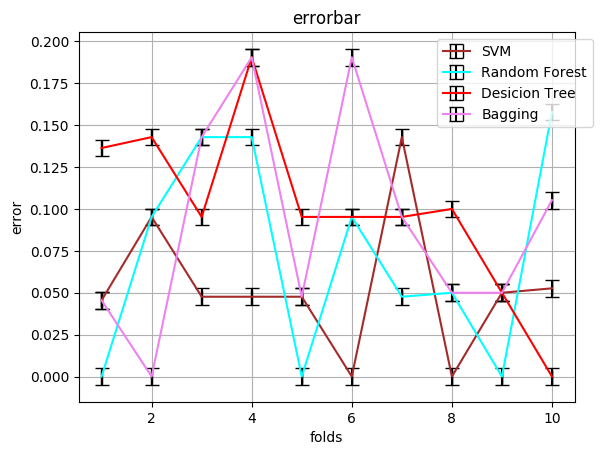 errorbar
SVM
Random Forest
Desicion Tree
Bagging
0.200
0.175
0.150
0.125
0.100
0.075
0.050
0.025
0.000
error
2 4 6 8 10
folds